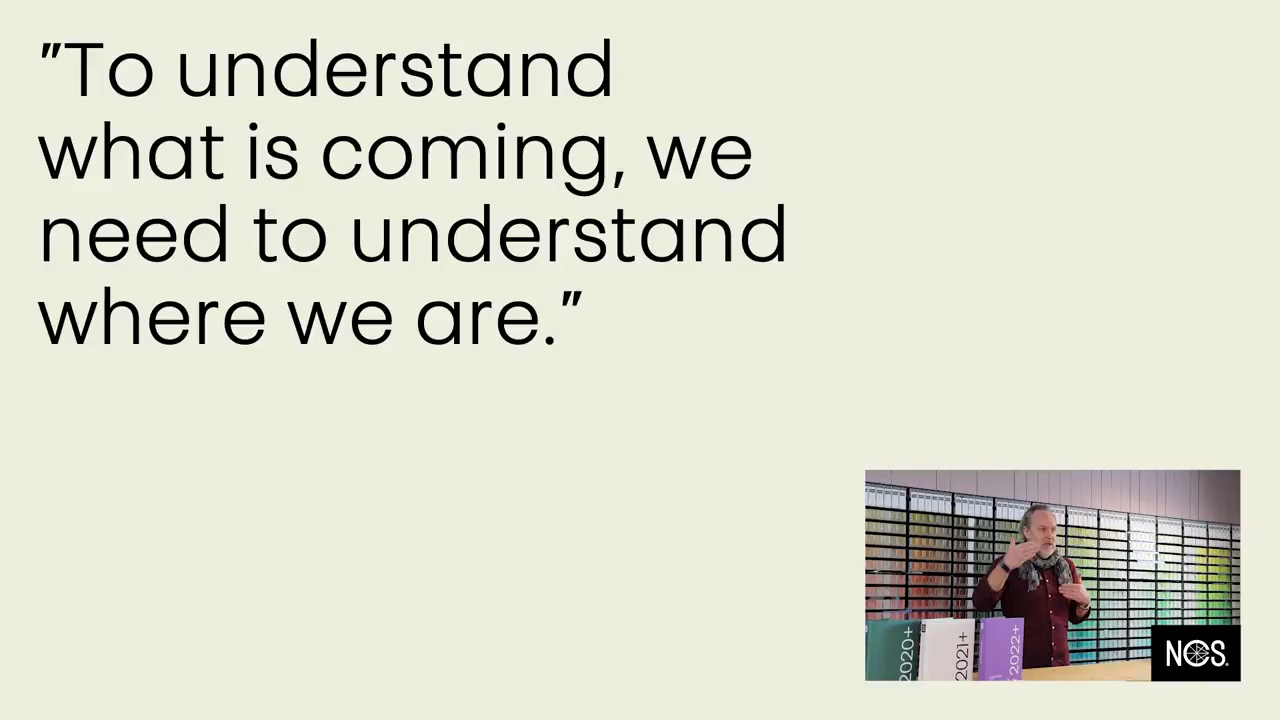 "To understand
what is coming, we
need to understand
where we are."
2020+
2021+
2022+
NCS